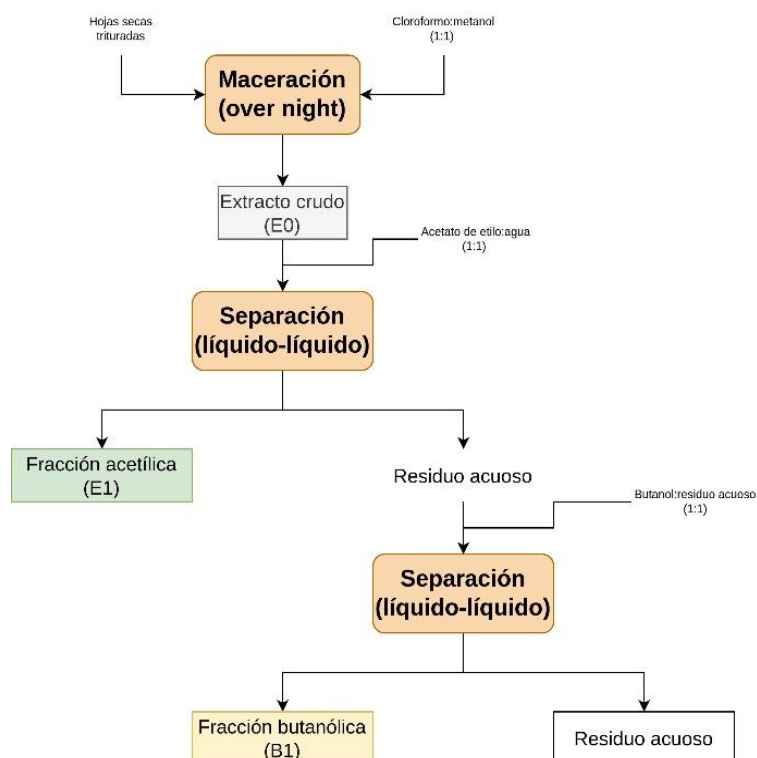 Hojas secas
trituradas
Cloroformo:metanol
(1:1)
Maceración
(over night)
Extracto crudo
(E0)
Acetato de etilo:agua
(1:1)
Separación
(líquido-líquido)
Fracción acetílica
(E1)
Residuo acuoso
Butanol:residuo acuoso
(1:1)
Separación
(líquido-líquido)
Fracción butanólica
(B1)
Residuo acuoso